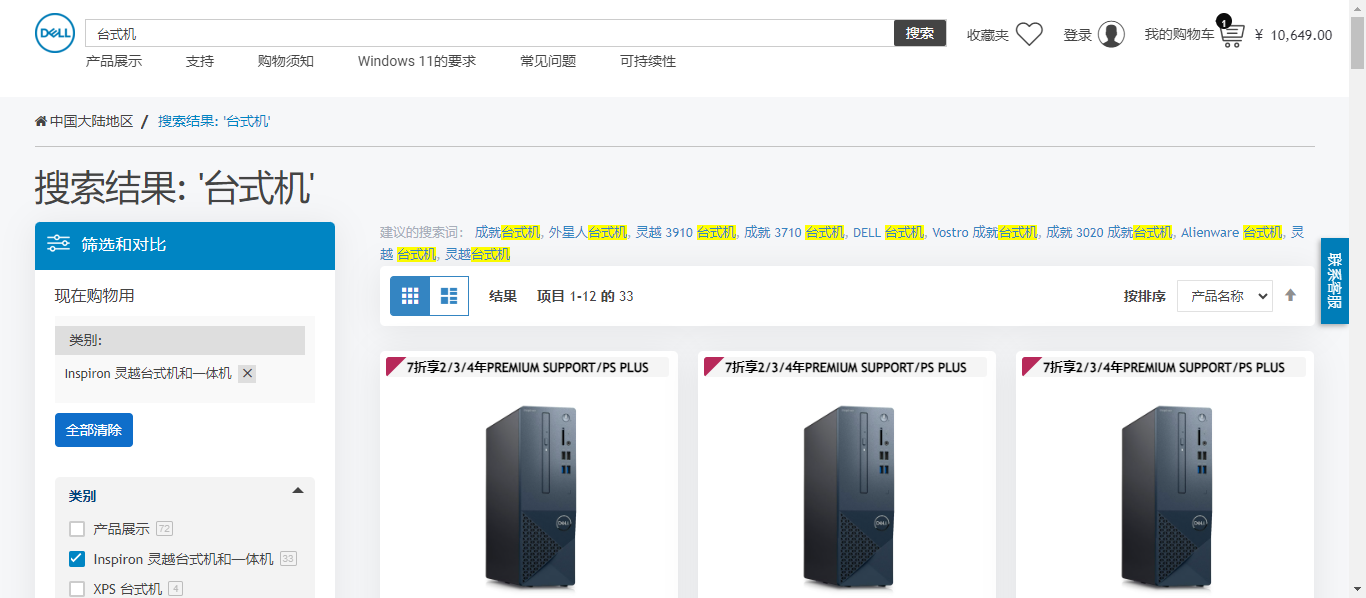 DELL
台式机
搜索
收藏夹
登录
我的购物车
1
¥ 10,649.00
产品展示
支持
购物须知
Windows 11的要求
常见问题
可持续性
中国大陆地区 / 搜索结果: '台式机'
搜索结果: '台式机'
筛选和对比
现在购物用
类别:
Inspiron 灵越台式机和一体机
全部清除
类别
产品展示 72
Inspiron 灵越台式机和一体机 33
XPS 台式机 4
建议的搜索词： 成就台式机, 外星人台式机, 灵越 3910 台式机, 成就 3710 台式机, DELL 台式机, Vostro 成就台式机, 成就 3020 成就台式机, Alienware 台式机, 灵
越 台式机, 灵越台式机
结果 项目 1-12 的 33
按排序 产品名称
联系客服
7折享2/3/4年PREMIUM SUPPORT/PS PLUS
7折享2/3/4年PREMIUM SUPPORT/PS PLUS
7折享2/3/4年PREMIUM SUPPORT/PS PLUS
DELL
DELL
DELL